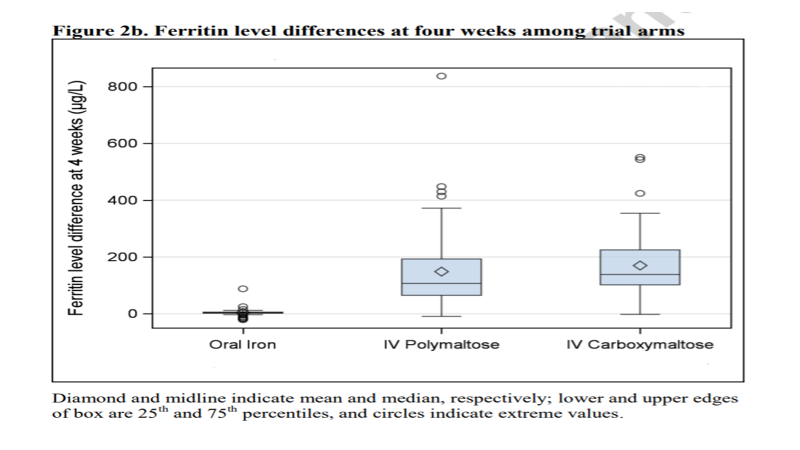 Figure 2b. Ferritin level differences at four weeks among trial arms
Ferritin level difference at 4 weeks (µg/L)
800
600
400
200
0
Oral Iron
IV Polymaltose
IV Carboxymaltose
Diamond and midline indicate mean and median, respectively; lower and upper edges
of box are 25th and 75th percentiles, and circles indicate extreme values.